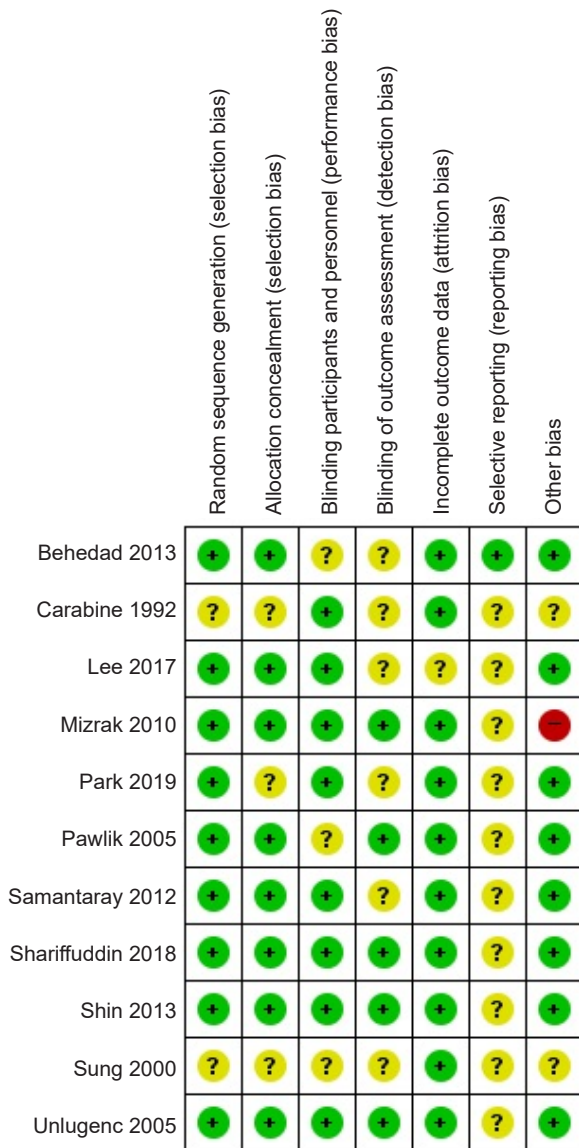 Random sequence generation (selection bias)
Allocation concealment (selection bias)
Blinding participants and personnel (performance bias)
Blinding of outcome assessment (detection bias)
Incomplete outcome data (attrition bias)
Selective reporting (reporting bias)
Other bias
Behedad 2013 + + ? ? + + +
Carabine 1992 ? ? + ? + ? ?
Lee 2017 + + + ? ? ? +
Mizrak 2010 + + + + + ? −
Park 2019 + ? + ? + ? +
Pawlik 2005 + + ? + + ? +
Samantaray 2012 + + + ? + ? +
Shariffuddin 2018 + + + + + ? +
Shin 2013 + + + + + ? +
Sung 2000 ? ? ? ? + ? ?
Unlugenc 2005 + + + + + ? +